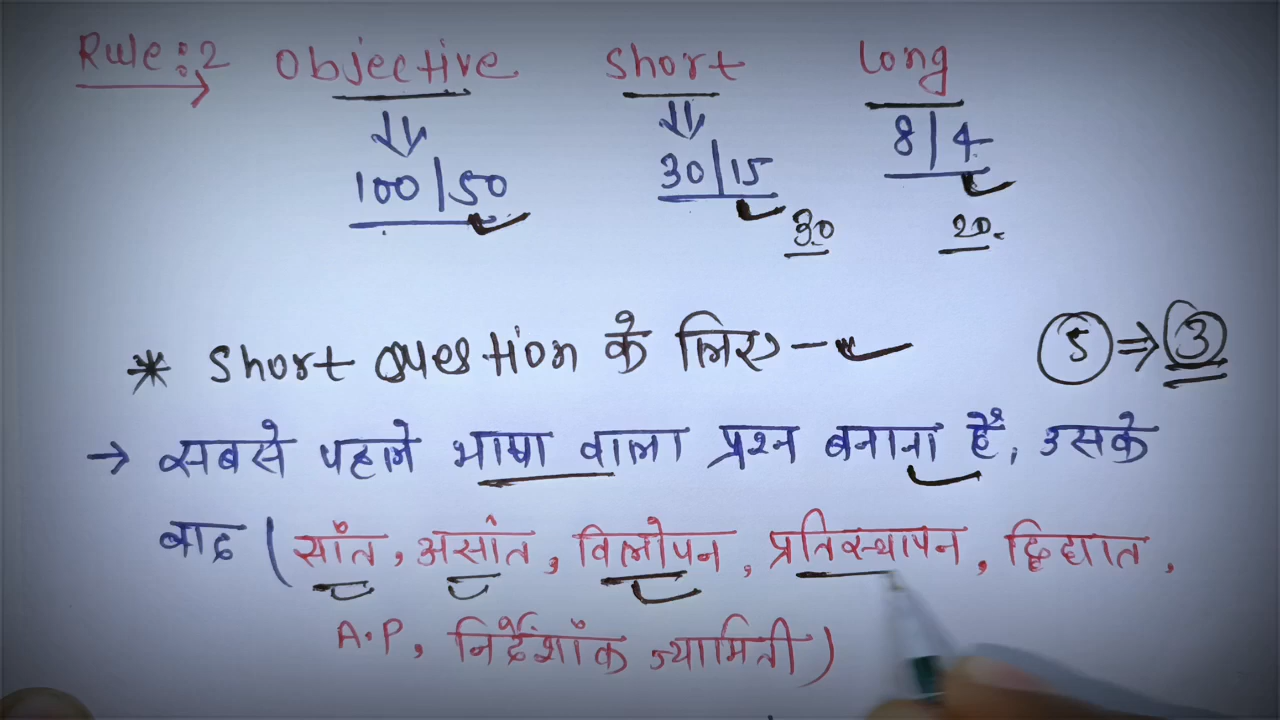 Rule:2 Objective Short Long
100|50 30|15 8|4
30 20.
* Short Question के लिए - 5 ⇒ 3
→ सबसे पहले भाषा वाला प्रश्न बनाना है, उसके
बाद (सांत, असांत, विलोपन, प्रतिस्थापन, द्विघात,
A.P, निर्देशांक ज्यामिती)